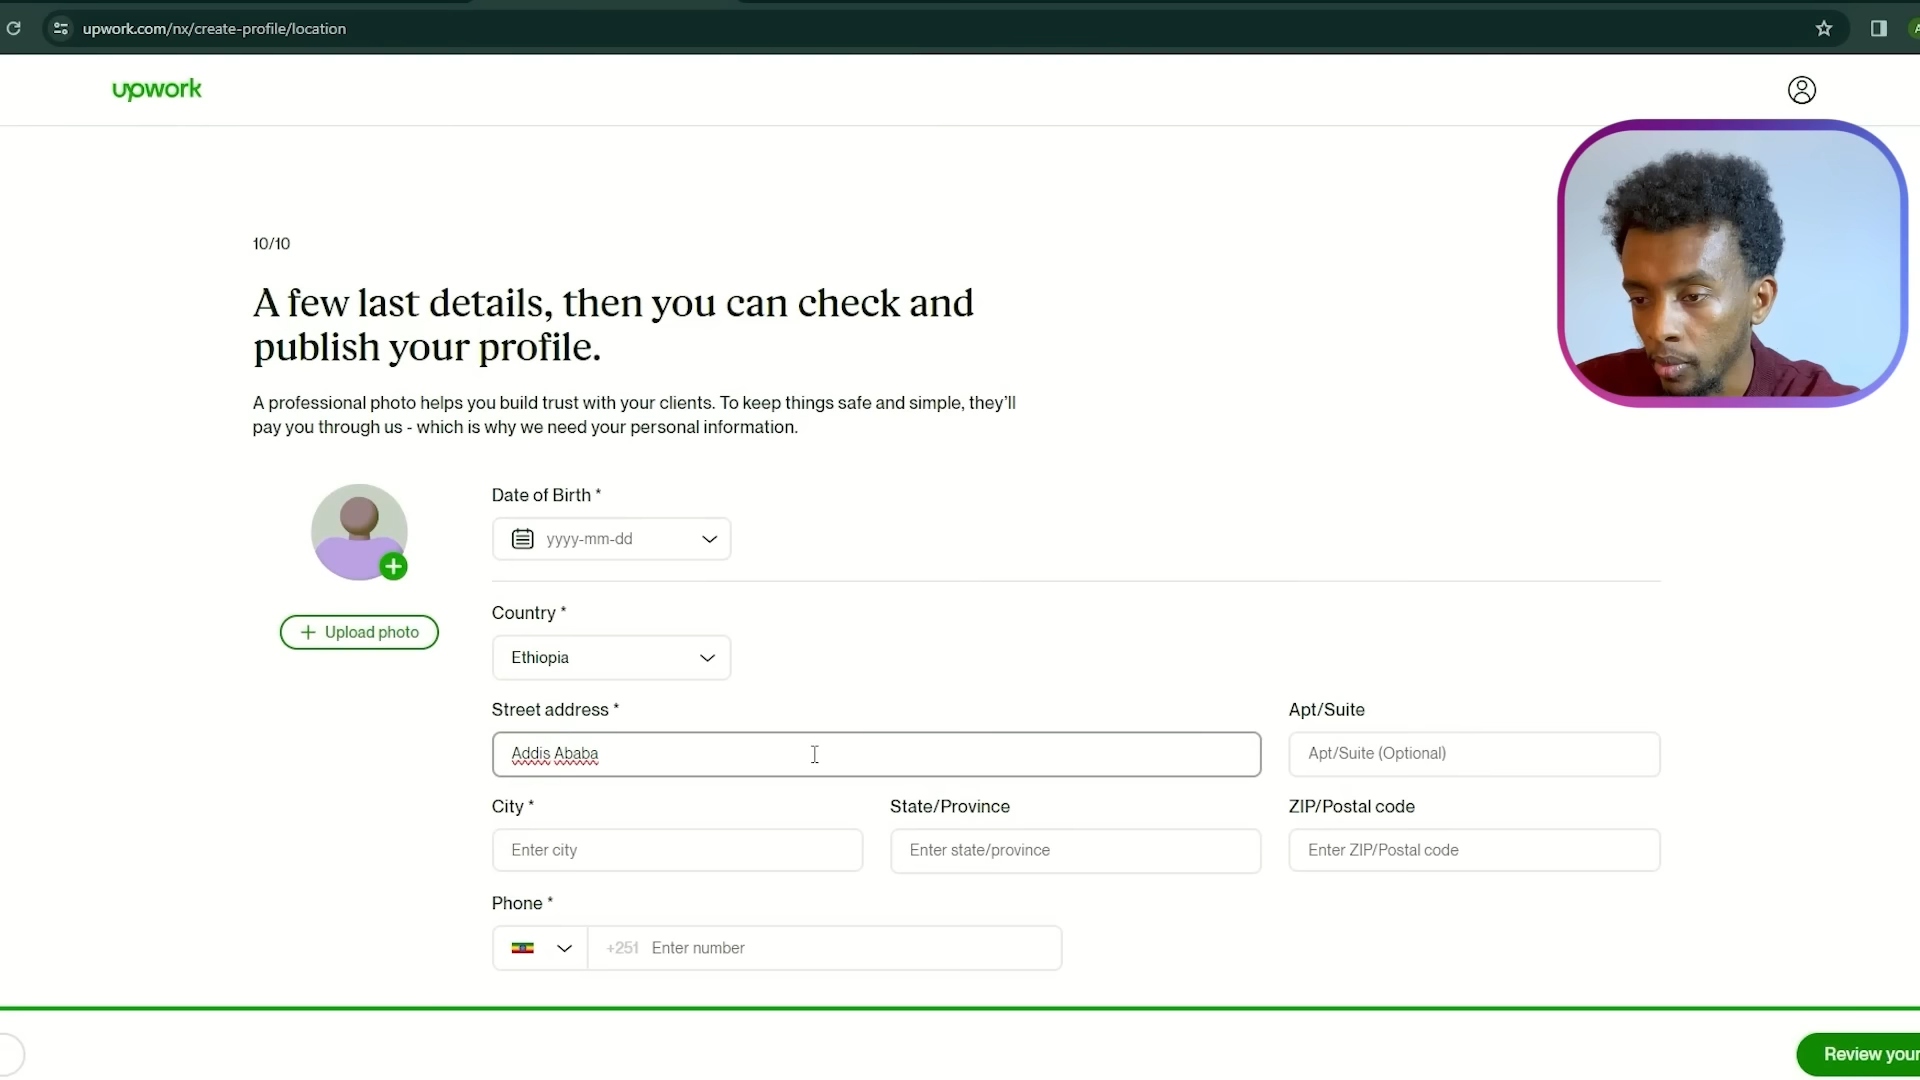 upwork.com/nx/create-profile/location
upwork
10/10
A few last details, then you can check and
publish your profile.
A professional photo helps you build trust with your clients. To keep things safe and simple, they’ll
pay you through us - which is why we need your personal information.
Date of Birth *
yyyy-mm-dd
+ Upload photo
Country *
Ethiopia
Street address *
Apt/Suite
Addis Ababa
Apt/Suite (Optional)
City *
State/Province
ZIP/Postal code
Enter city
Enter state/province
Enter ZIP/Postal code
Phone *
+251 Enter number
Review your